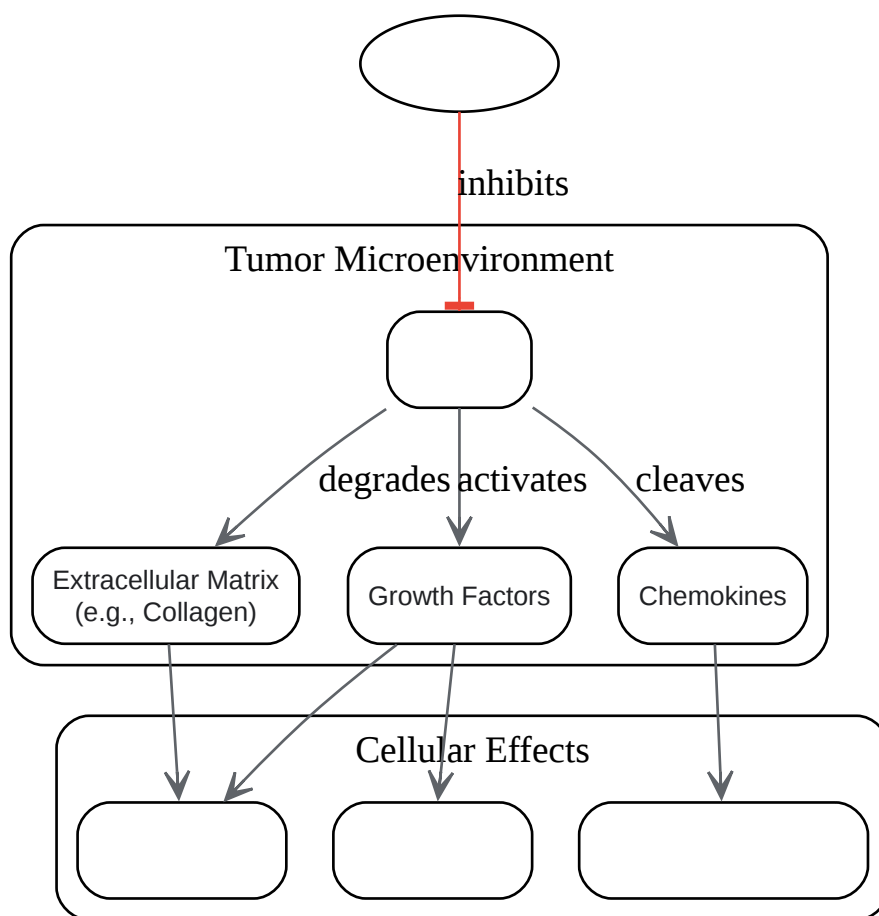 inhibits
Tumor Microenvironment
degrades
activates
cleaves
Extracellular Matrix
(e.g., Collagen)
Growth Factors
Chemokines
Cellular Effects